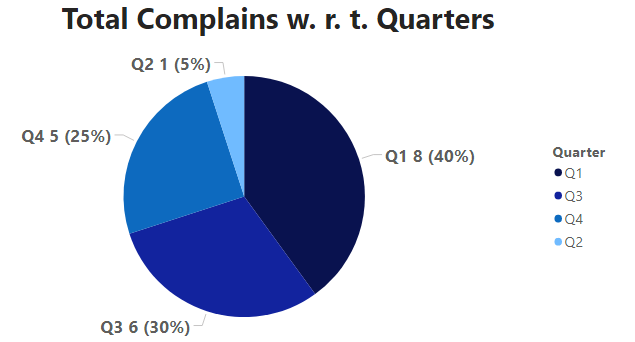 Total Complains w. r. t. Quarters
Q2 1 (5%)
Q4 5 (25%)
Q1 8 (40%)
Q3 6 (30%)
Quarter
Q1
Q3
Q4
Q2